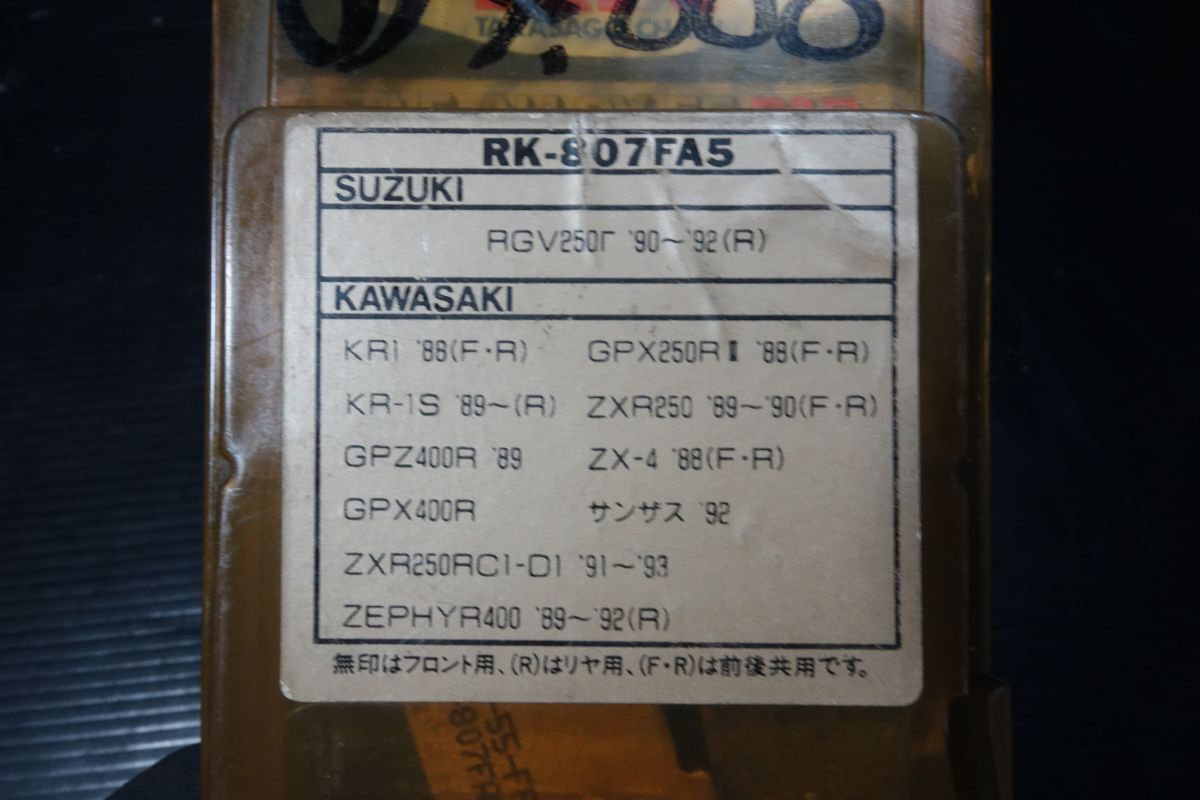 TAKASAGO CHAIN
RK-807FA5
SUZUKI
RGV250Γ '90～'92(R)
KAWASAKI
KR1 '88(F・R) GPX250RⅡ '88(F・R)
KR-1S '89～(R) ZXR250 '89～'90(F・R)
GPZ400R '89 ZX-4 '88(F・R)
GPX400R サンザス '92
ZXR250RC1-D1 '91～'93
ZEPHYR400 '89～'92(R)
無印はフロント用、(R)はリヤ用、(F・R)は前後共用です。